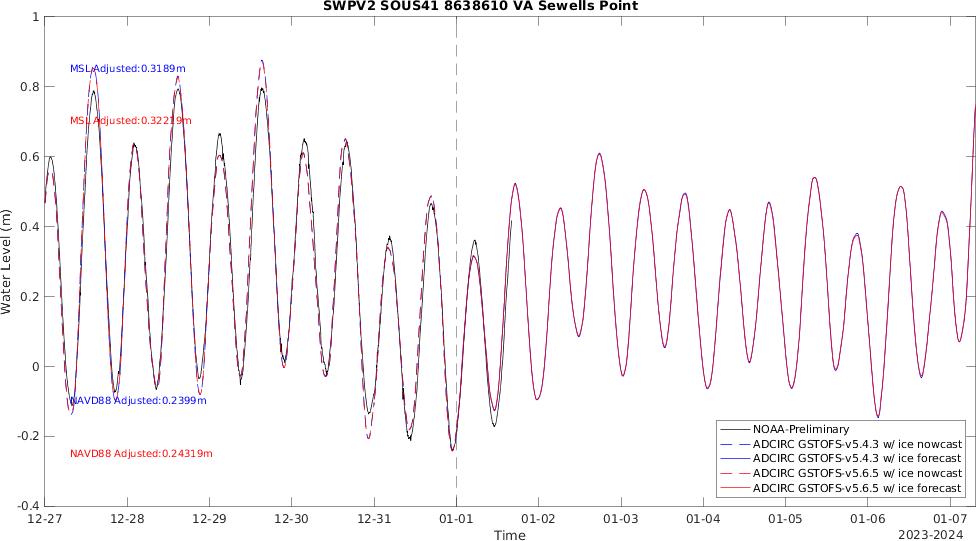 SWPV2 SOUS41 8638610 VA Sewells Point
1
0.8
0.6
0.4
0.2
0
-0.2
-0.4
Water Level (m)
MSL Adjusted:0.3189m
MSL Adjusted:0.32219m
NAVD88 Adjusted:0.2399m
NAVD88 Adjusted:0.24319m
NOAA-Preliminary
ADCIRC GSTOFS-v5.4.3 w/ ice nowcast
ADCIRC GSTOFS-v5.4.3 w/ ice forecast
ADCIRC GSTOFS-v5.6.5 w/ ice nowcast
ADCIRC GSTOFS-v5.6.5 w/ ice forecast
12-27 12-28 12-29 12-30 12-31 01-01 01-02 01-03 01-04 01-05 01-06 01-07
Time
2023-2024